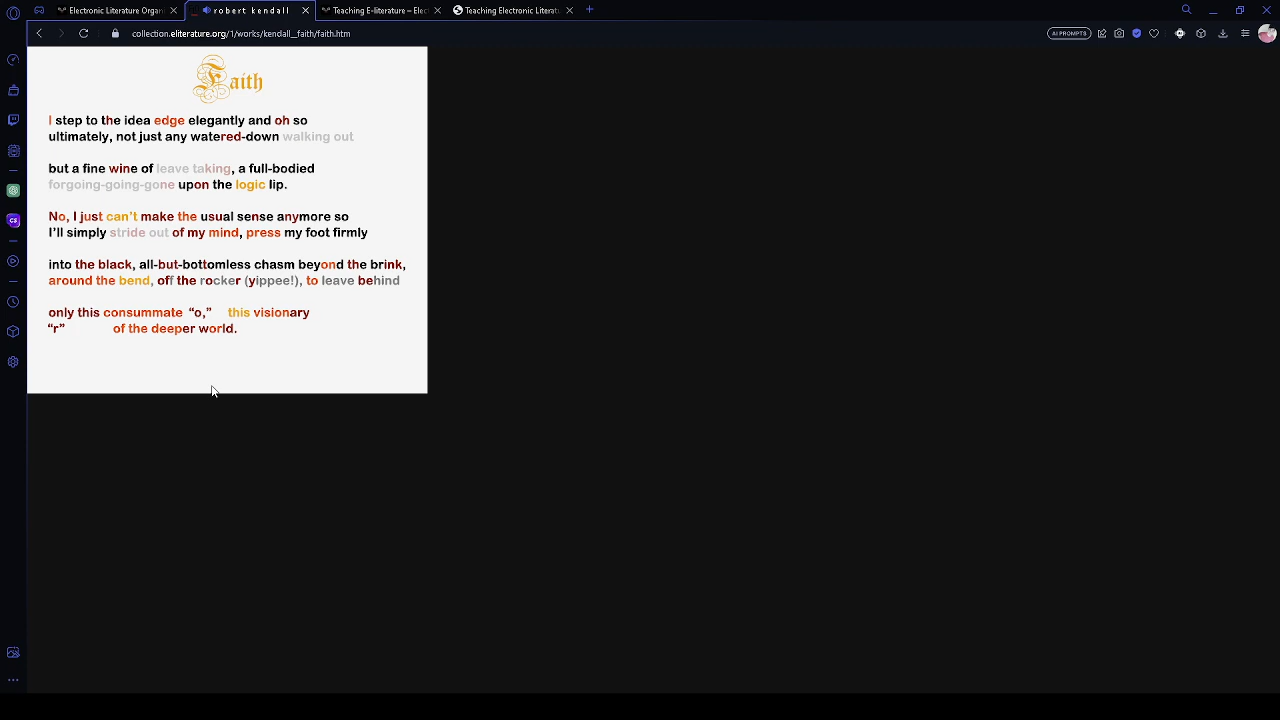 Electronic Literature Organ
robert kendall
Teaching E-literature – Elec
Teaching Electronic Literatu
collection.eliterature.org/1/works/kendall__faith/faith.htm
AI PROMPTS
Faith
I step to the idea edge elegantly and oh so
ultimately, not just any watered-down walking out
but a fine wine of leave taking, a full-bodied
forgoing-going-gone upon the logic lip.
No, I just can't make the usual sense anymore so
I'll simply stride out of my mind, press my foot firmly
into the black, all-but-bottomless chasm beyond the brink,
around the bend, off the rocker (yippee!), to leave behind
only this consummate “o,” this visionary
“r” of the deeper world.